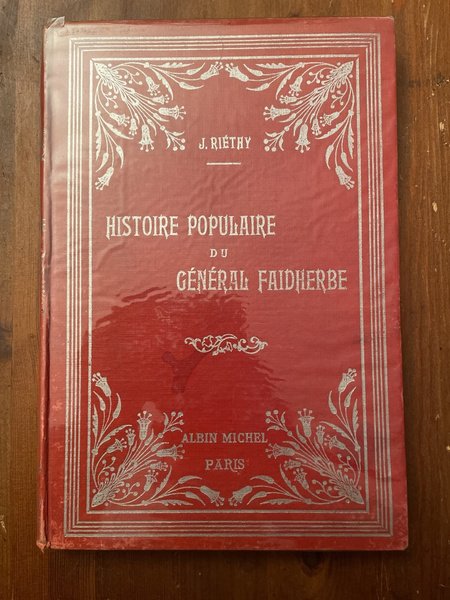 J. RIÉTHY
HISTOIRE POPULAIRE
DU
GÉNÉRAL FAIDHERBE
ALBIN MICHEL
PARIS